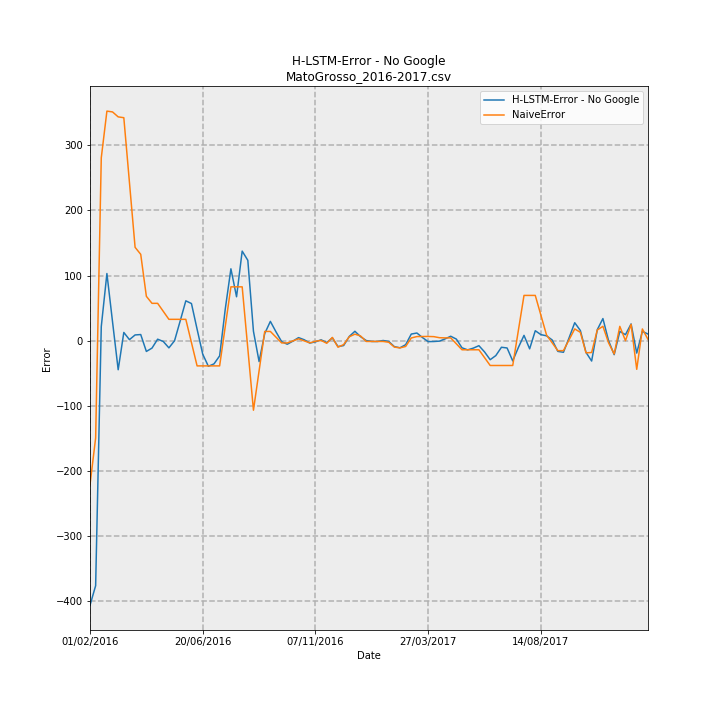 H-LSTM-Error - No Google
MatoGrosso_2016-2017.csv
H-LSTM-Error - No Google
NaiveError
Error
300
200
100
0
−100
−200
−300
−400
01/02/2016
20/06/2016
07/11/2016
27/03/2017
14/08/2017
Date